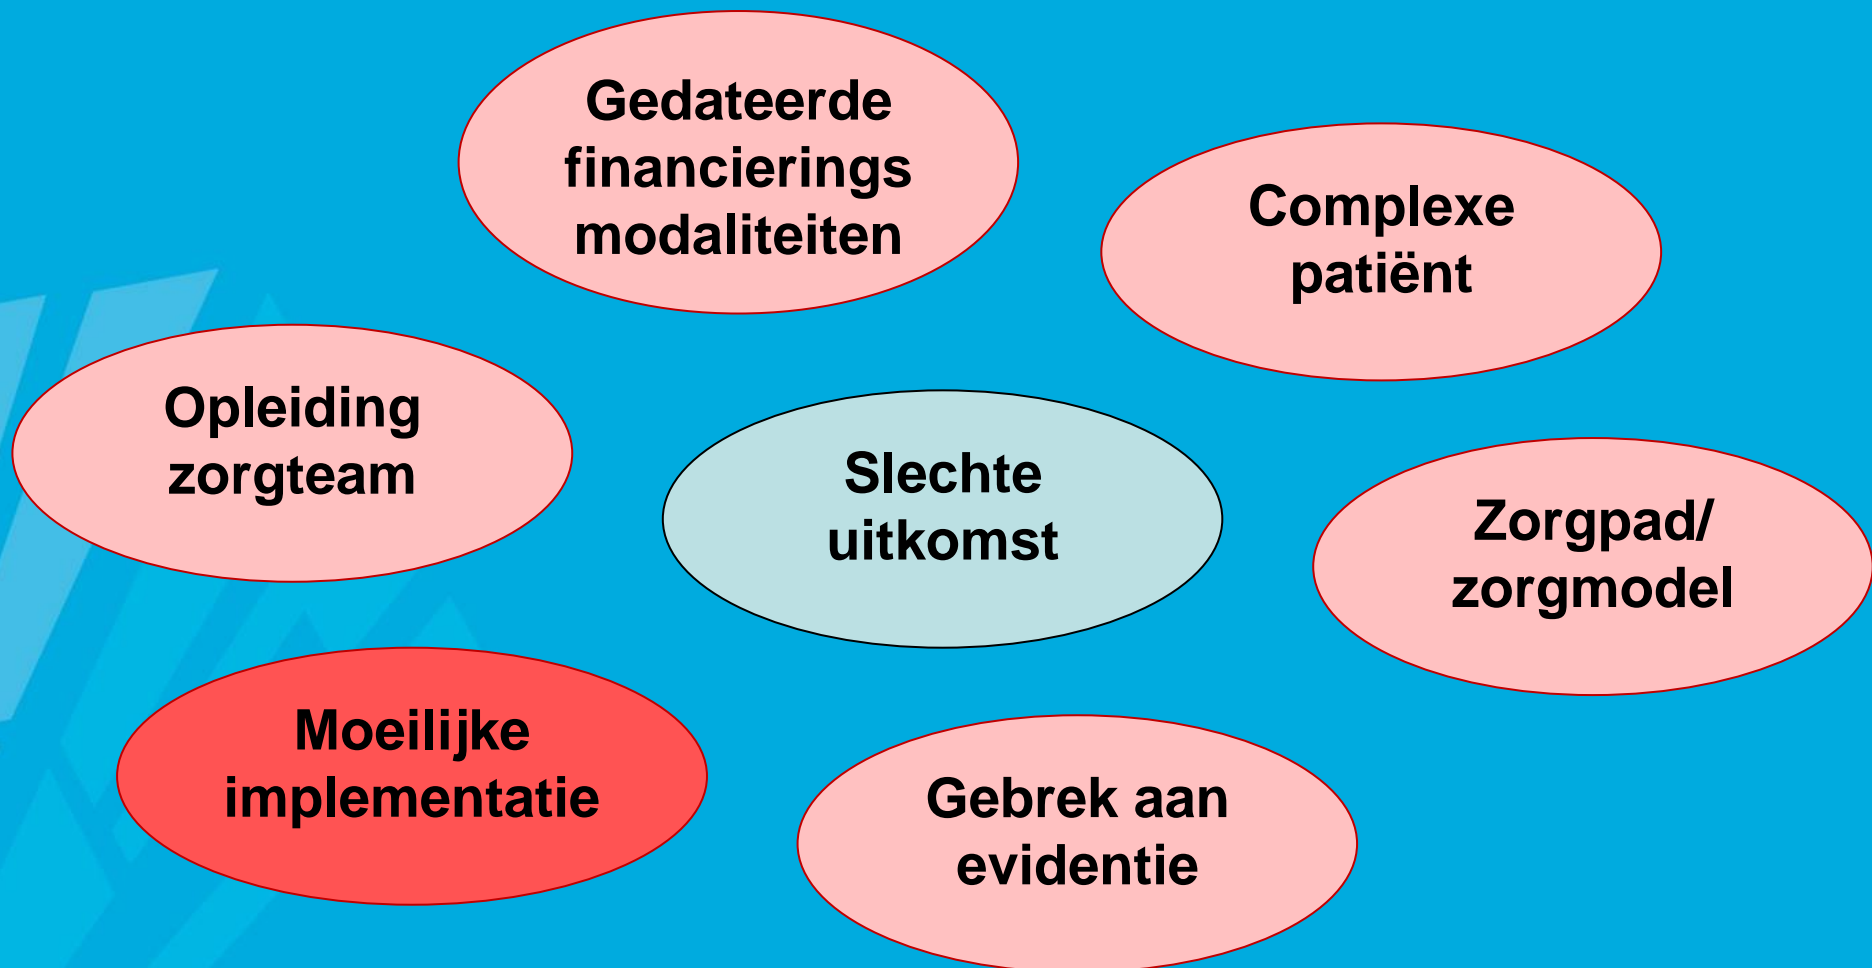 Gedateerde
financierings
modaliteiten
Complexe
patiënt
Opleiding
zorgteam
Slechte
uitkomst
Zorgpad/
zorgmodel
Moeilijke
implementatie
Gebrek aan
evidentie